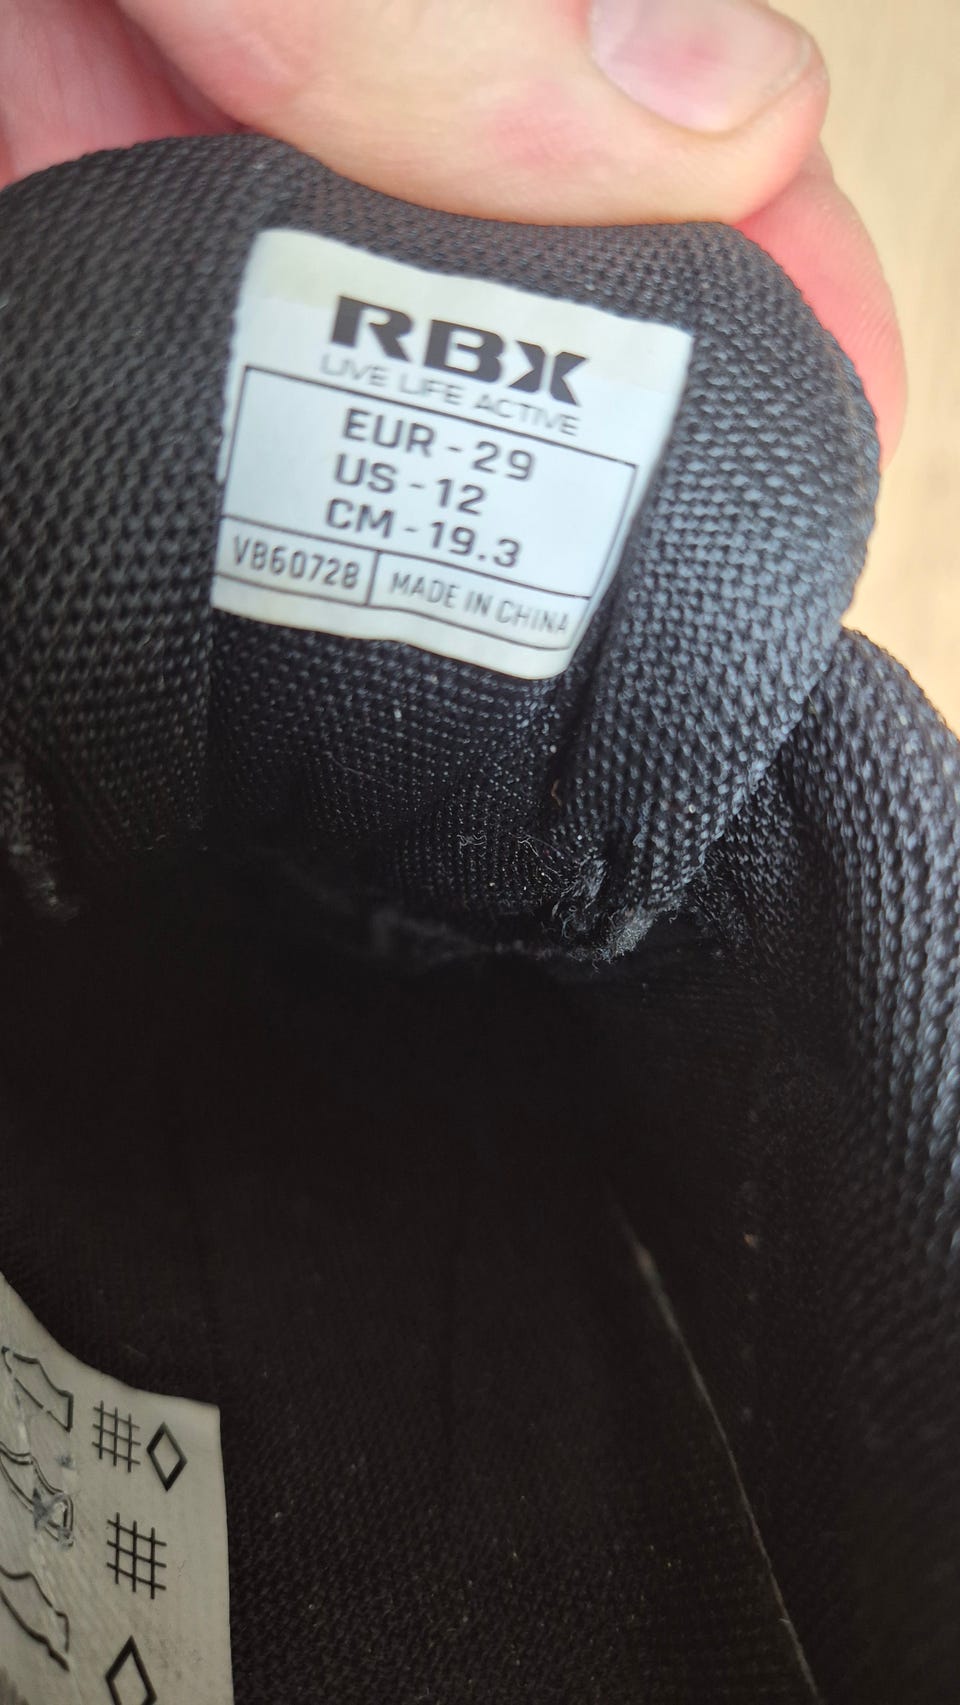 RBX
LIVE LIFE ACTIVE
EUR - 29
US - 12
CM - 19.3
VB60728
MADE IN CHINA